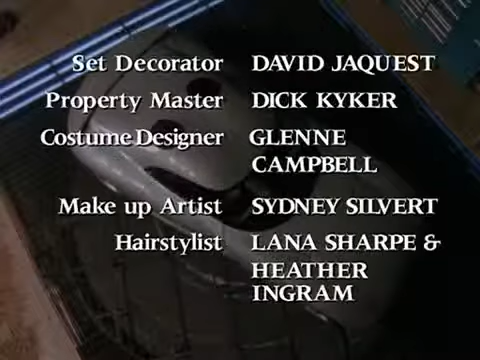 Set Decorator DAVID JAQUEST
Property Master DICK KYKER
Costume Designer GLENNE
CAMPBELL
Make up Artist SYDNEY SILVERT
Hairstylist LANA SHARPE &
HEATHER
INGRAM